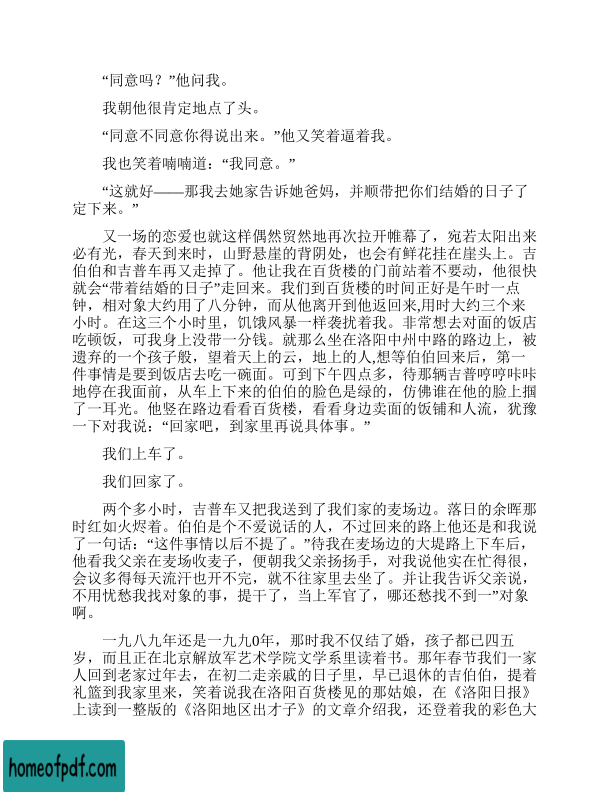 “同意吗？”他问我。
我朝他很肯定地点了头。
“同意不同意你得说出来。”他又笑着逼着我。
我也笑着喃喃道：“我同意。”
“这就好——那我去她家告诉她爸妈，并顺带把你们结婚的日子了
定下来。”
又一场的恋爱也就这样偶然贸然地再次拉开帷幕了，宛若太阳出来
必有光，春天到来时，山野悬崖的背阴处，也会有鲜花挂在崖头上。吉
伯伯和吉普车再又走掉了。他让我在百货楼的门前站着不要动，他很快
就会“带着结婚的日子”走回来。我们到百货楼的时间正好是午时一点
钟，相对象大约用了八分钟，而从他离开到他返回来,用时大约三个来
小时。在这三个小时里，饥饿风暴一样袭扰着我。非常想去对面的饭店
吃顿饭，可我身上没带一分钱。就那么坐在洛阳中州中路的路边上，被
遗弃的一个孩子般，望着天上的云，地上的人,想等伯伯回来后，第一
件事情是要到饭店去吃一碗面。可到下午四点多，待那辆吉普哼哼咔咔
地停在我面前，从车上下来的伯伯的脸色是绿的，仿佛谁在他的脸上掴
了一耳光。他竖在路边看看百货楼，看看身边卖面的饭铺和人流，犹豫
一下对我说：“回家吧，到家里再说具体事。”
我们上车了。
我们回家了。
两个多小时，吉普车又把我送到了我们家的麦场边。落日的余晖那
时红如火烬着。伯伯是个不爱说话的人，不过回来的路上他还是和我说
了一句话：“这件事情以后不提了。”待我在麦场边的大堤路上下车后，
他看我父亲在麦场收麦子，便朝我父亲扬扬手，对我说他实在忙得很，
会议多得每天流汗也开不完，就不往家里去坐了。并让我告诉父亲说，
不用忧愁我找对象的事，提干了，当上军官了，哪还愁找不到一”对象
啊。
一九八九年还是一九九0年，那时我不仅结了婚，孩子都已四五
岁，而且正在北京解放军艺术学院文学系里读着书。那年春节我们一家
人回到老家过年去，在初二走亲戚的日子里，早已退休的吉伯伯，提着
礼篮到我家里来，笑着说我在洛阳百货楼见的那姑娘，在《洛阳日报》
上读到一整版的《洛阳地区出才子》的文章介绍我，还登着我的彩色大
homeofpdf.com